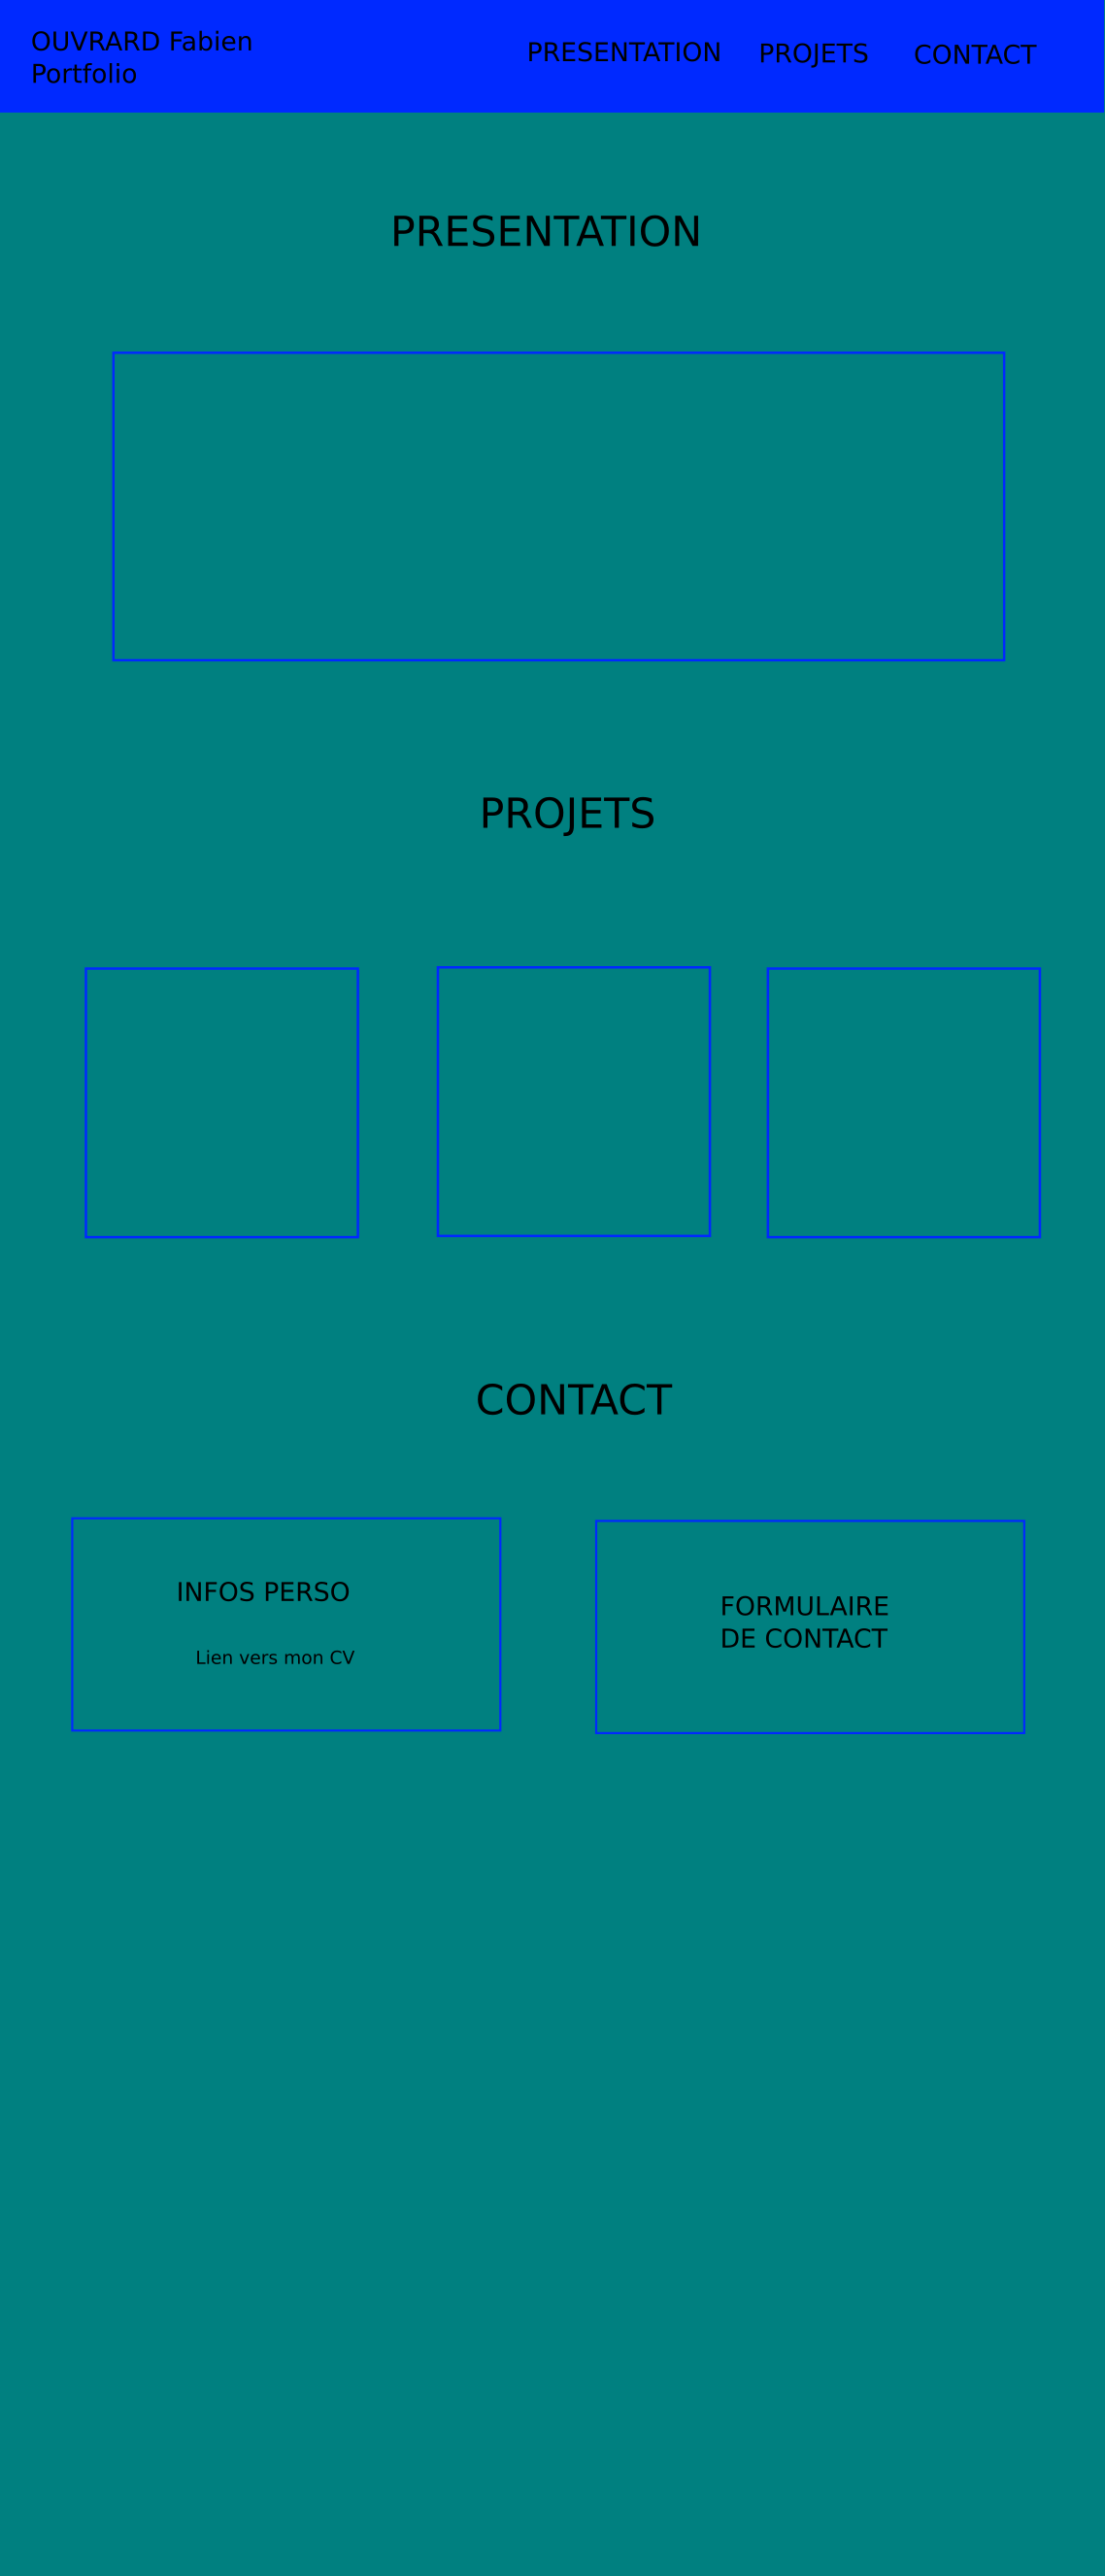 OUVRARD Fabien
Portfolio
PRESENTATION
PROJETS
CONTACT
PRESENTATION
PROJETS
CONTACT
INFOS PERSO
Lien vers mon CV
FORMULAIRE
DE CONTACT